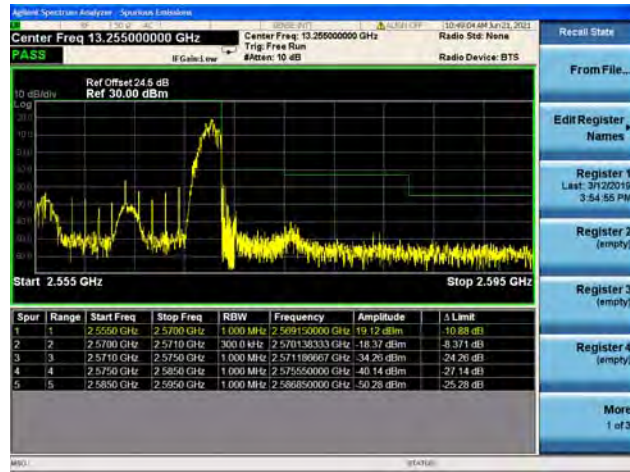 Agilent Spectrum Analyzer - Spurious Emissions
RF 50 Ω AC SENSE:INT ALIGN OFF 10:49:04 AM Jun 21, 2021
Center Freq 13.255000000 GHz
Center Freq: 13.255000000 GHz
Radio Std: None
PASS
Trig: Free Run
IFGain:Low
#Atten: 10 dB
Radio Device: BTS
Ref Offset 24.5 dB
10 dB/div Ref 30.00 dBm
Log
Start 2.555 GHz
Stop 2.595 GHz
Spur Range Start Freq Stop Freq RBW Frequency Amplitude Δ Limit
1 1 2.5550 GHz 2.5700 GHz 1.000 MHz 2.569150000 GHz 19.12 dBm -10.88 dB
2 2 2.5700 GHz 2.5710 GHz 300.0 kHz 2.570138333 GHz -18.37 dBm -8.371 dB
3 3 2.5710 GHz 2.5750 GHz 1.000 MHz 2.571186667 GHz -34.26 dBm -24.26 dB
4 4 2.5750 GHz 2.5850 GHz 1.000 MHz 2.575550000 GHz -40.14 dBm -27.14 dB
5 5 2.5850 GHz 2.5950 GHz 1.000 MHz 2.586850000 GHz -50.28 dBm -25.28 dB
MSG
STATUS
Recall State
From File...
Edit Register
Names
Register 1
Last: 3/12/2019
3:54:55 PM
Register 2
(empty)
Register 3
(empty)
Register 4
(empty)
More
1 of 3